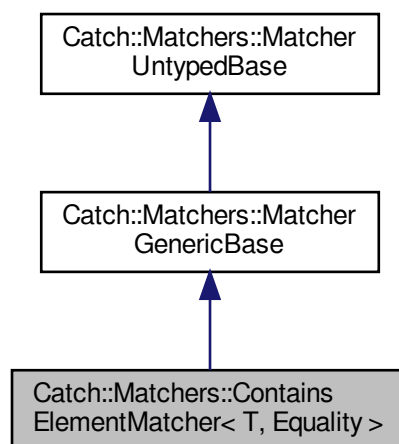 Catch::Matchers::Matcher
UntypedBase
Catch::Matchers::Matcher
GenericBase
Catch::Matchers::Contains
ElementMatcher< T, Equality >